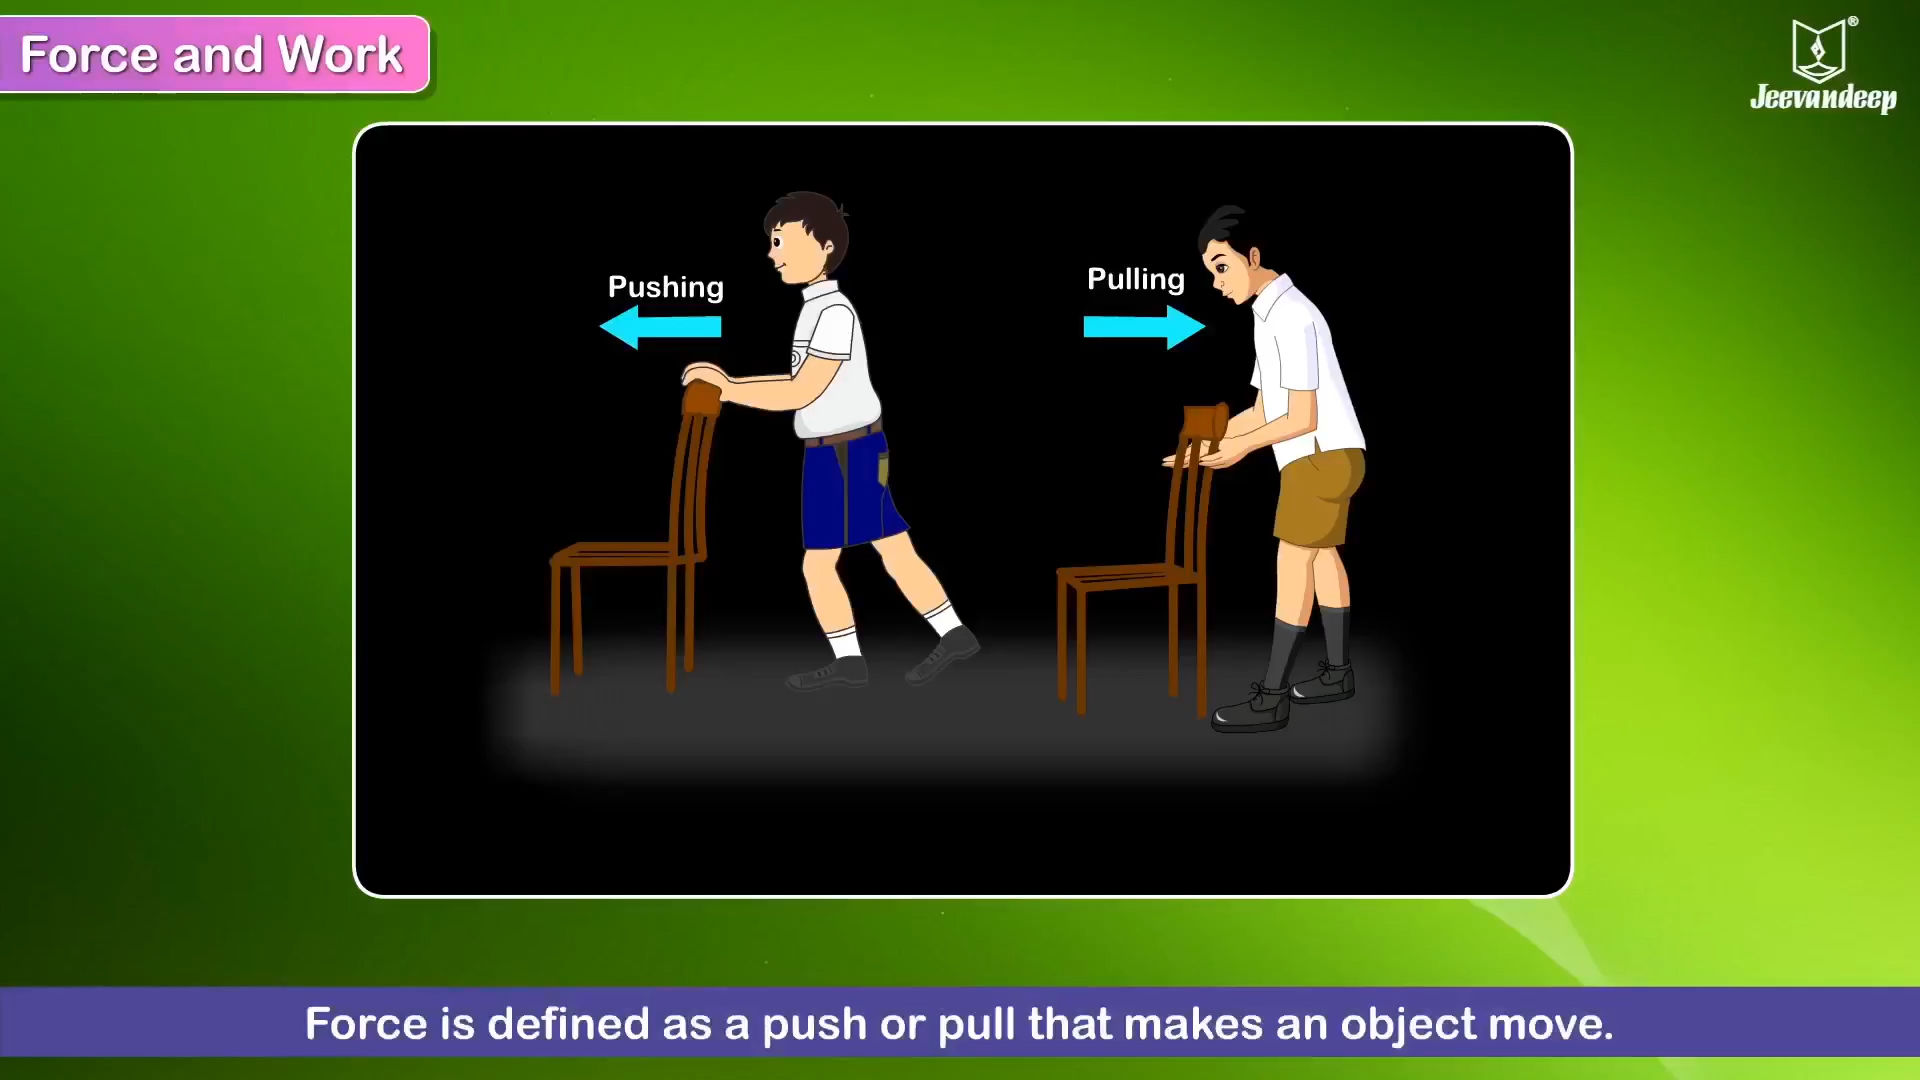 Force and Work
®
Jeevandeep
Pushing
Pulling
Force is defined as a push or pull that makes an object move.